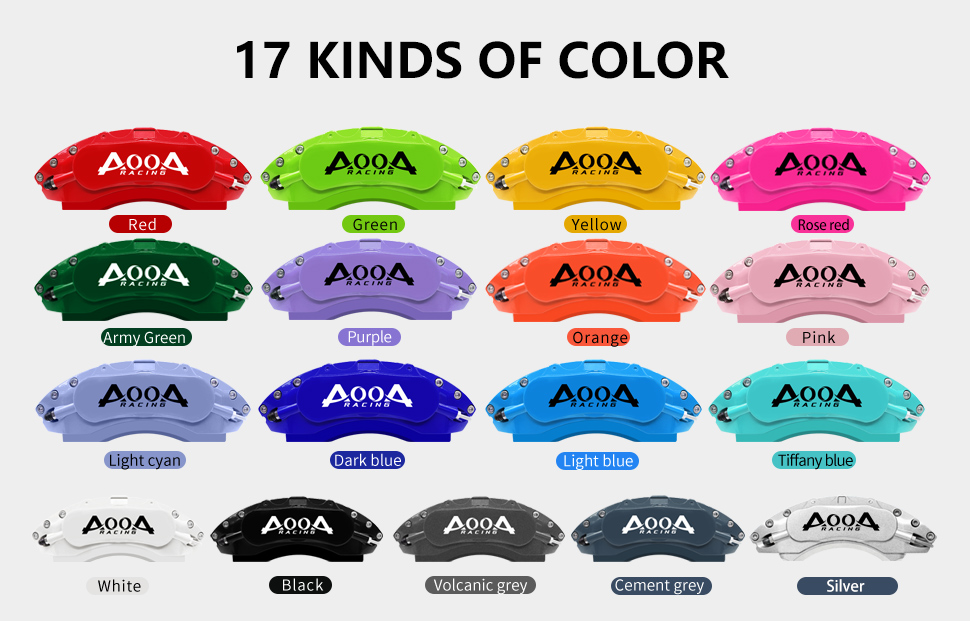 17 KINDS OF COLOR
AOOA AOOA AOOA AOOA
RACING RACING RACING RACING
Red Green Yellow Rose red
AOOA AOOA AOOA AOOA
RACING RACING RACING RACING
Army Green Purple Orange Pink
AOOA AOOA AOOA AOOA
RACING RACING RACING RACING
Light cyan Dark blue Light blue Tiffany blue
AOOA AOOA AOOA AOOA AOOA
RACING RACING RACING RACING RACING
White Black Volcanic grey Cement grey Silver